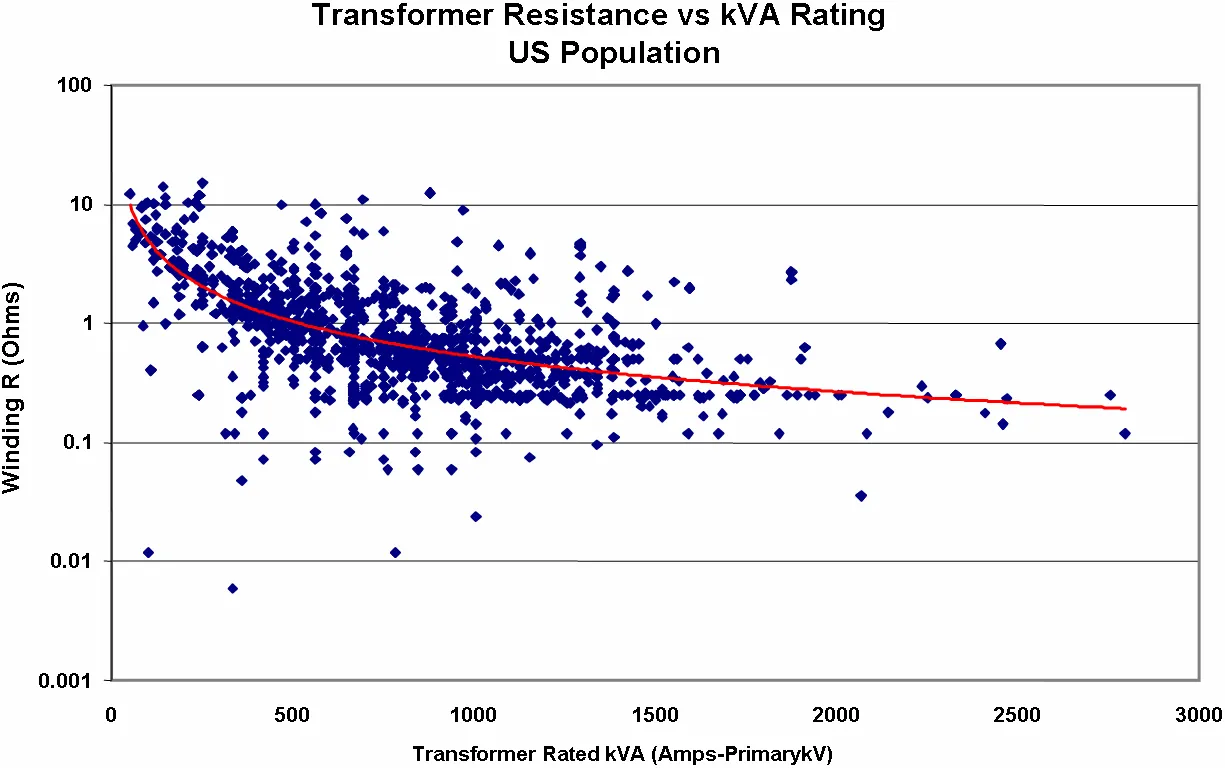 Transformer Resistance vs kVA Rating
US Population
Winding R (Ohms)
100
10
1
0.1
0.01
0.001
0 500 1000 1500 2000 2500 3000
Transformer Rated kVA (Amps-PrimarykV)